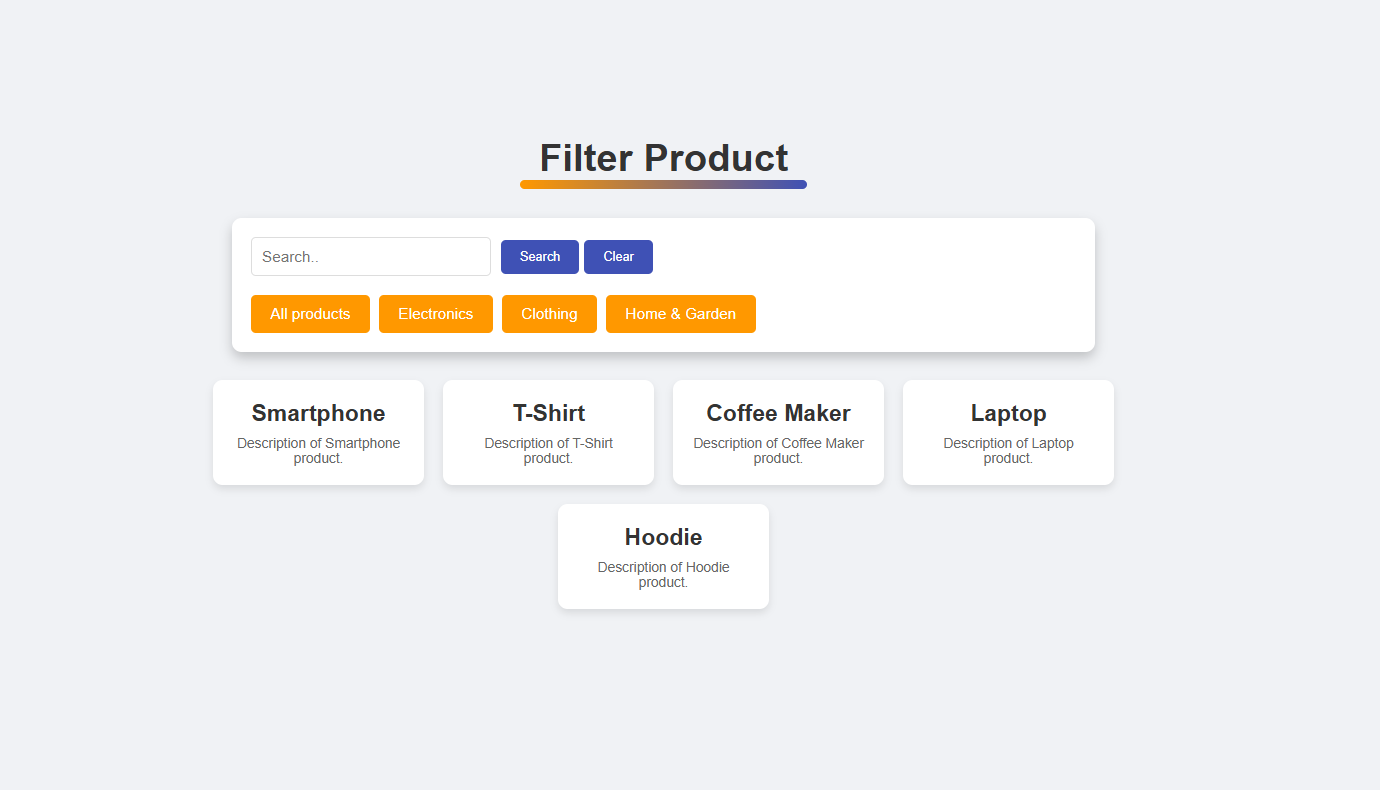 Filter Product
Search..
Search
Clear
All products
Electronics
Clothing
Home & Garden
Smartphone
Description of Smartphone
product.
T-Shirt
Description of T-Shirt
product.
Coffee Maker
Description of Coffee Maker
product.
Laptop
Description of Laptop
product.
Hoodie
Description of Hoodie
product.